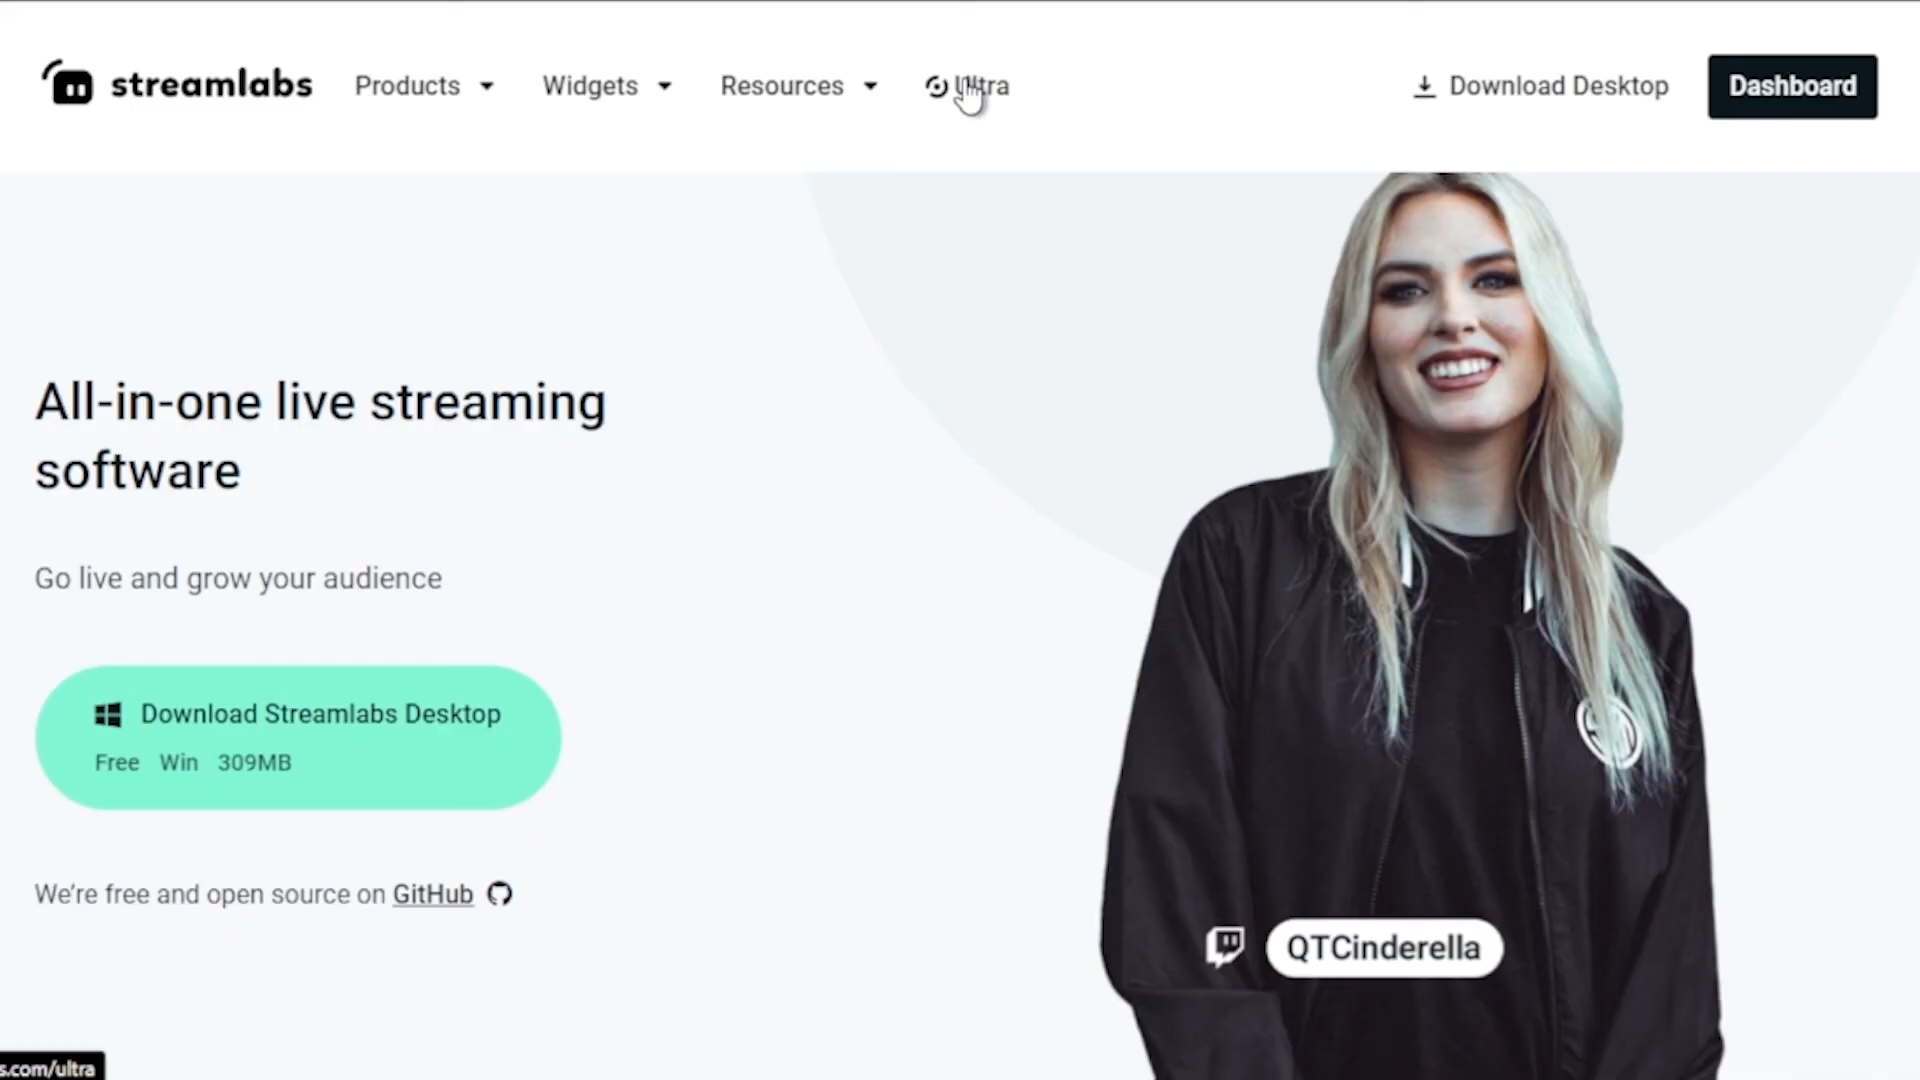 streamlabs
Products
Widgets
Resources
Ultra
Download Desktop
Dashboard
All-in-one live streaming
software
Go live and grow your audience
Download Streamlabs Desktop
Free Win 309MB
We're free and open source on GitHub
QTCinderella
s.com/ultra